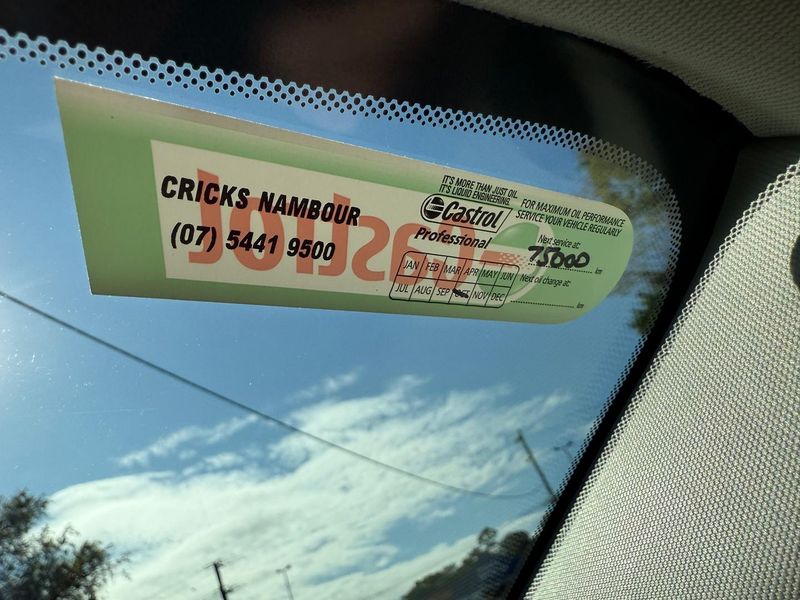 CRICKS NAMBOUR
(07) 5441 9500
Castrol
IT'S MORE THAN JUST OIL.
IT'S LIQUID ENGINEERING.
Castrol
Professional
FOR MAXIMUM OIL PERFORMANCE
SERVICE YOUR VEHICLE REGULARLY
Next service at:
75000 km
JAN FEB MAR APR MAY JUN
JUL AUG SEP OCT NOV DEC
Next oil change at:
km